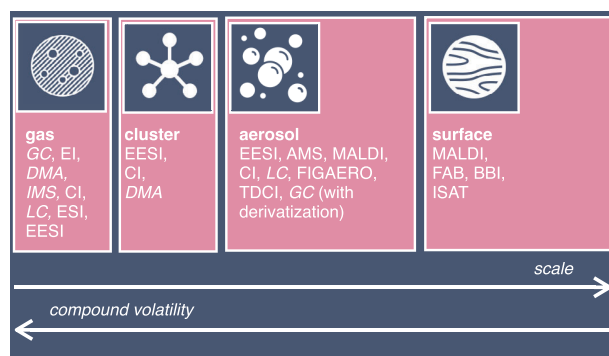 gas
GC, EI,
DMA,
IMS, CI,
LC, ESI,
EESI
cluster
EESI,
CI,
DMA
aerosol
EESI, AMS, MALDI,
CI, LC, FIGAERO,
TDCI, GC (with
derivatization)
surface
MALDI,
FAB, BBI,
ISAT
scale
compound volatility